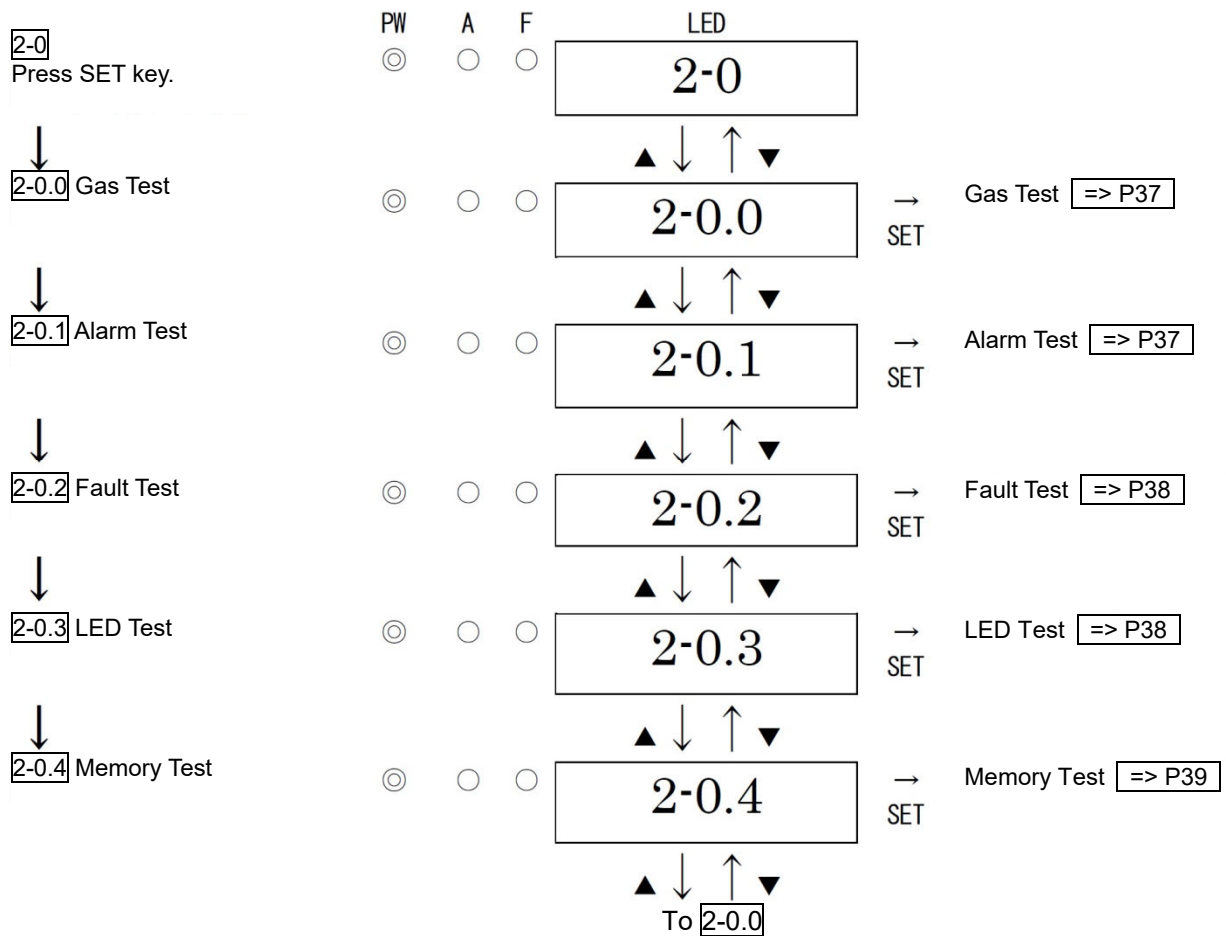 PW A F LED
2-0
Press SET key.
2-0
▲ ↓ ↑ ▼
2-0.0 Gas Test
2-0.0
→
SET
Gas Test => P37
▲ ↓ ↑ ▼
2-0.1 Alarm Test
2-0.1
→
SET
Alarm Test => P37
▲ ↓ ↑ ▼
2-0.2 Fault Test
2-0.2
→
SET
Fault Test => P38
▲ ↓ ↑ ▼
2-0.3 LED Test
2-0.3
→
SET
LED Test => P38
▲ ↓ ↑ ▼
2-0.4 Memory Test
2-0.4
→
SET
Memory Test => P39
▲ ↓ ↑ ▼
To 2-0.0